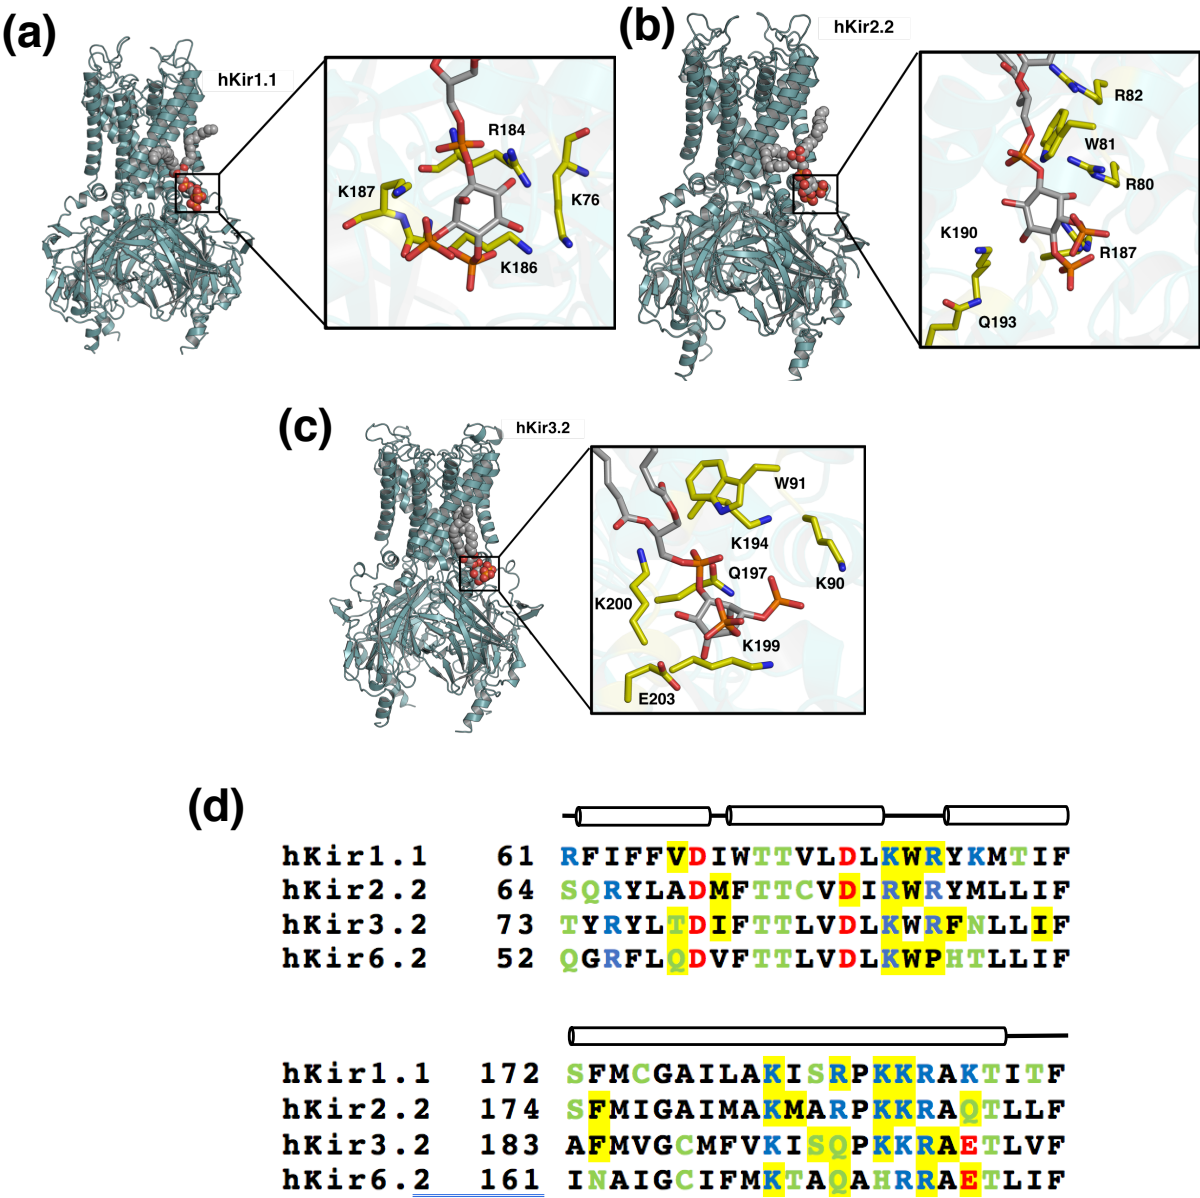 (a)
hKir1.1
R184
K187
K76
K186
(b)
hKir2.2
R82
W81
R80
K190
R187
Q193
(c)
hKir3.2
W91
K194
K90
Q197
K200
K199
E203
(d)
hKir1.1 61 RFIFFVDIWTTVLDLKWRYKMTIF
hKir2.2 64 SQRYLADMFTTCVDIRWRYMLLIF
hKir3.2 73 TYRYLTDIFTTLVDLKWRFNLLIF
hKir6.2 52 QGRFLQDVFTTLVDLKWPHTLLIF
hKir1.1 172 SFMCGAILAKISRPKKRAKTITF
hKir2.2 174 SFMIGAIMAKMARPKKRAQTLLF
hKir3.2 183 AFMVGCMFVKISQPKKRAETLVF
hKir6.2 161 INAIGCIFMKTAQAHRRAETLIF